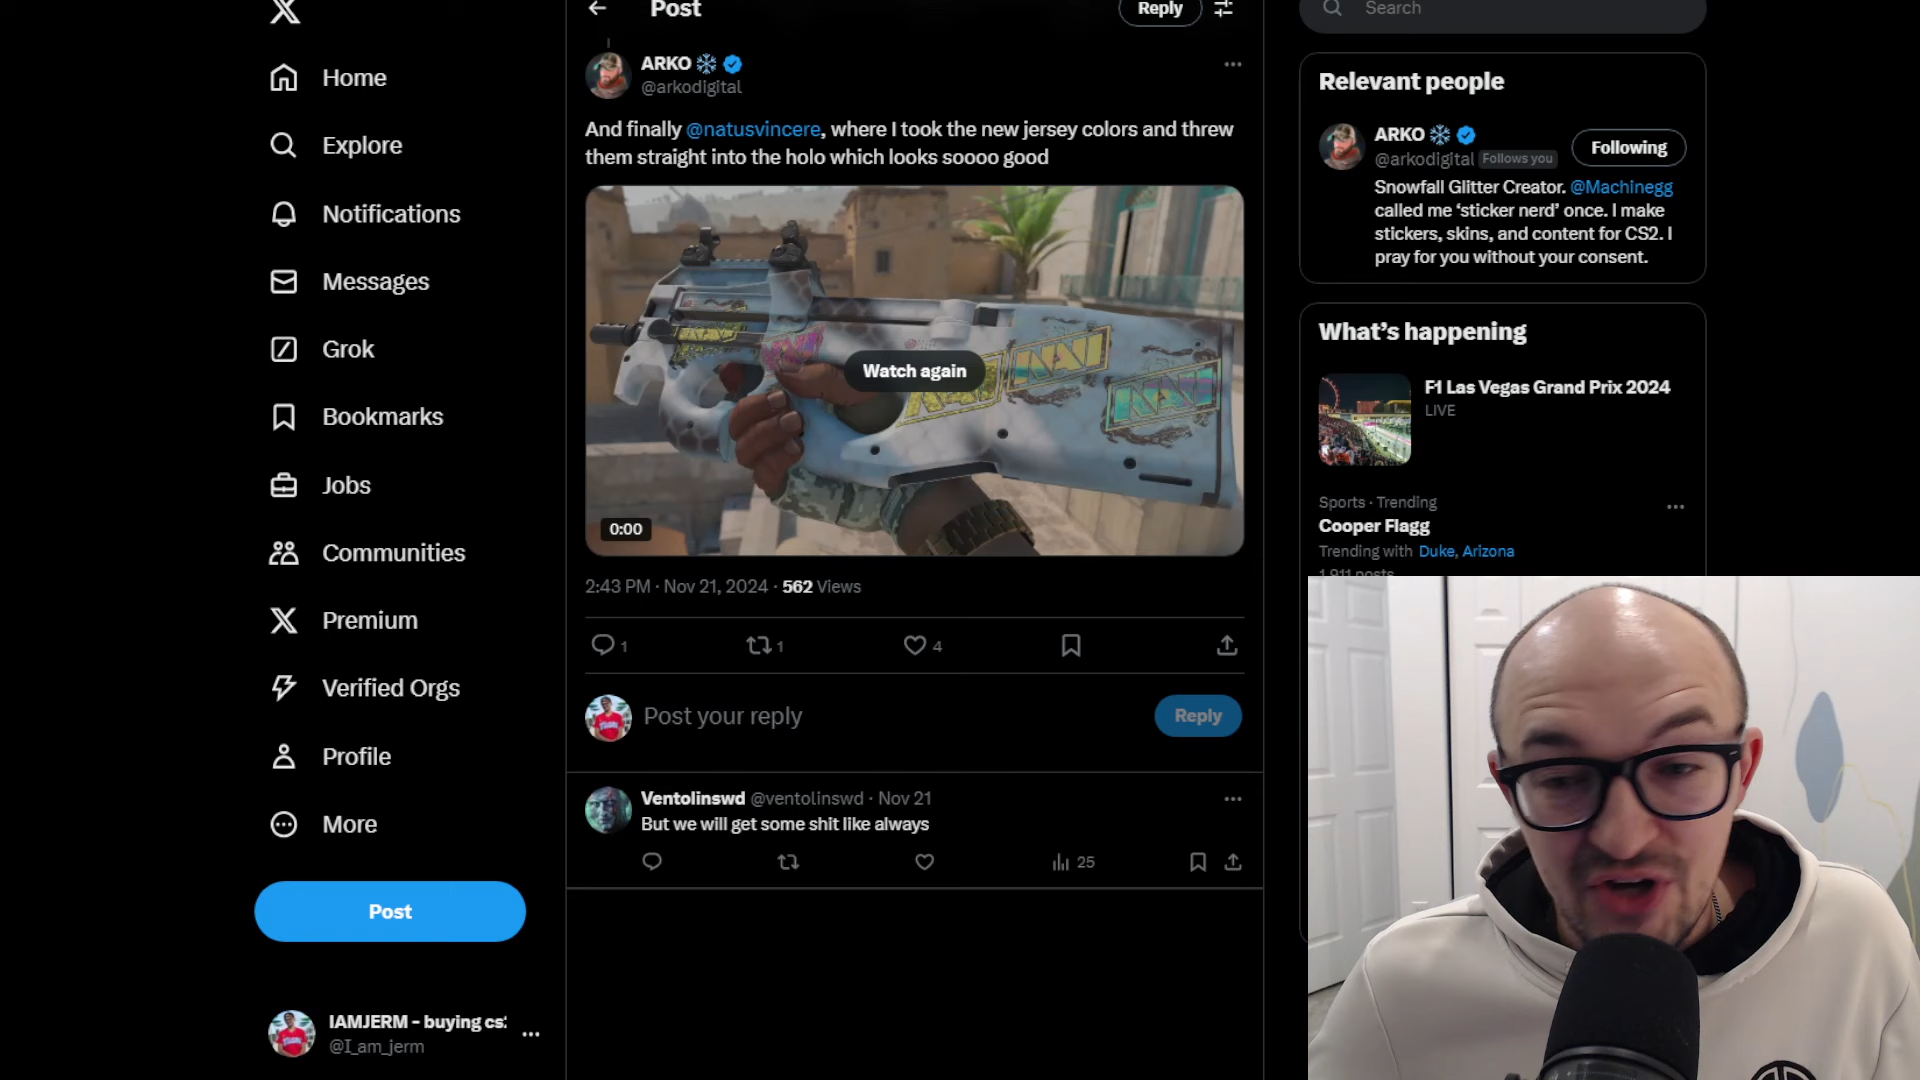 Home
Explore
Notifications
Messages
Grok
Bookmarks
Jobs
Communities
Premium
Verified Orgs
Profile
More
Post
IAMJERM - buying cs
@I_am_jerm
Post
Reply
ARKO
@arkodigital
And finally @natusvincere, where I took the new jersey colors and threw
them straight into the holo which looks soooo good
NAVI
NAVI
NAVI
Watch again
0:00
2:43 PM · Nov 21, 2024 · 562 Views
1
1
4
Post your reply
Reply
Ventolinswd @ventolinswd · Nov 21
But we will get some shit like always
25
Search
Relevant people
ARKO
@arkodigital Follows you
Following
Snowfall Glitter Creator. @Machinegg
called me ‘sticker nerd’ once. I make
stickers, skins, and content for CS2. I
pray for you without your consent.
What’s happening
F1 Las Vegas Grand Prix 2024
LIVE
Sports · Trending
Cooper Flagg
Trending with Duke, Arizona
1,911 posts